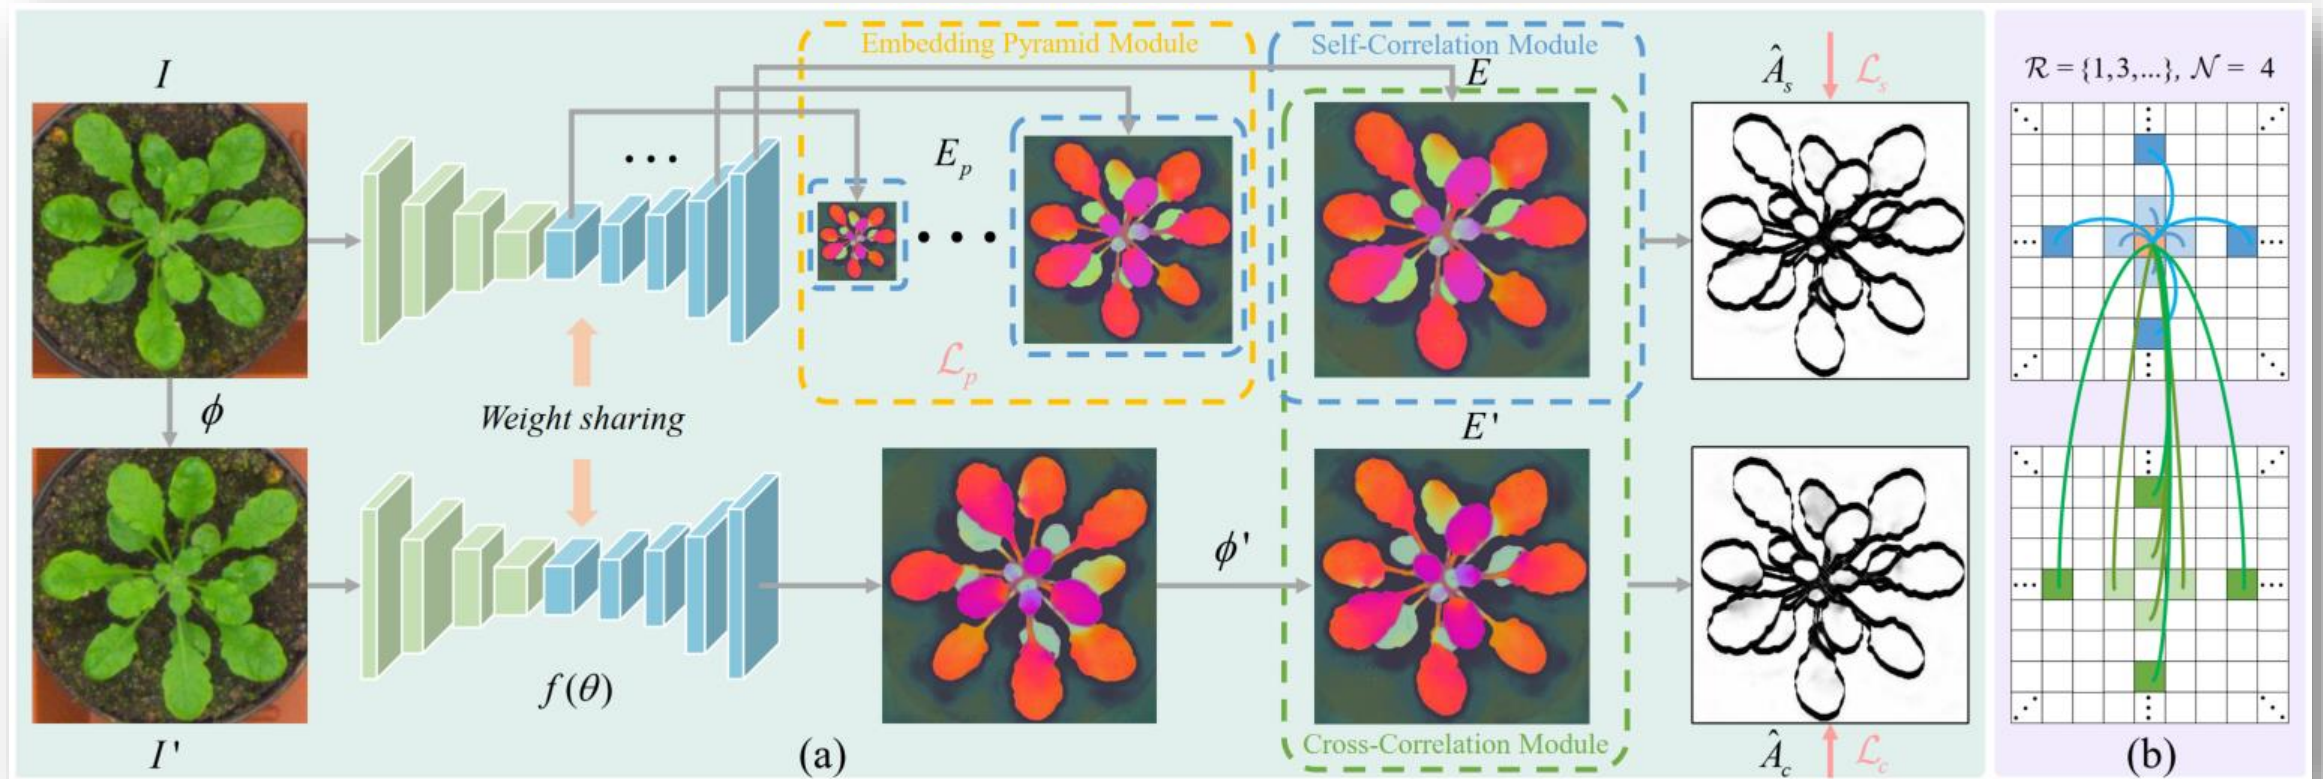 Embedding Pyramid Module
Self-Correlation Module
I
E
Â_s
ℒ_s
ℛ = {1,3,...}, 𝒩 = 4
...
E_p
...
ℒ_p
ϕ
Weight sharing
E'
ϕ'
f(θ)
I'
(a)
Cross-Correlation Module
Â_c
ℒ_c
(b)